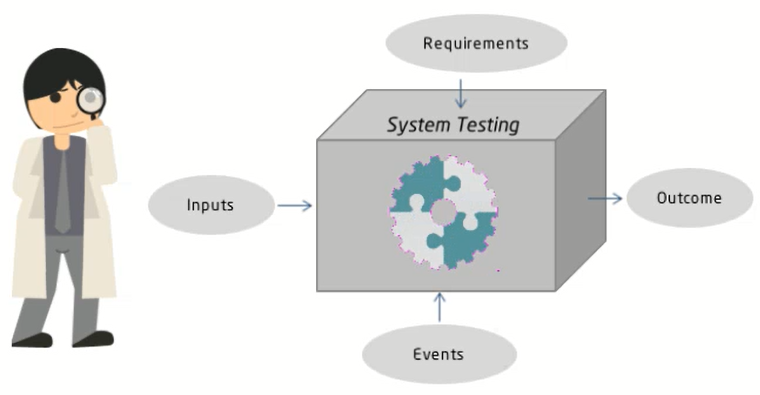 Requirements
System Testing
Inputs
Outcome
Events